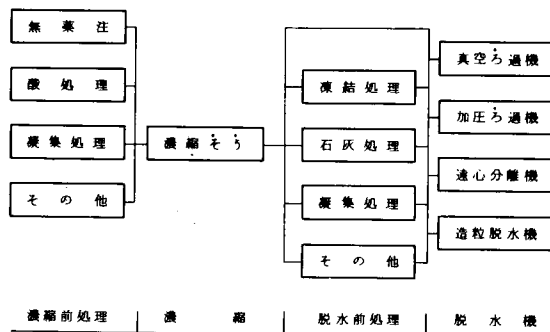 無薬注
酸処理
凝集処理
その他
濃縮そう
凍結処理
石灰処理
凝集処理
その他
真空ろ過機
加圧ろ過機
遠心分離機
造粒脱水機
濃縮前処理
濃縮
脱水前処理
脱水機